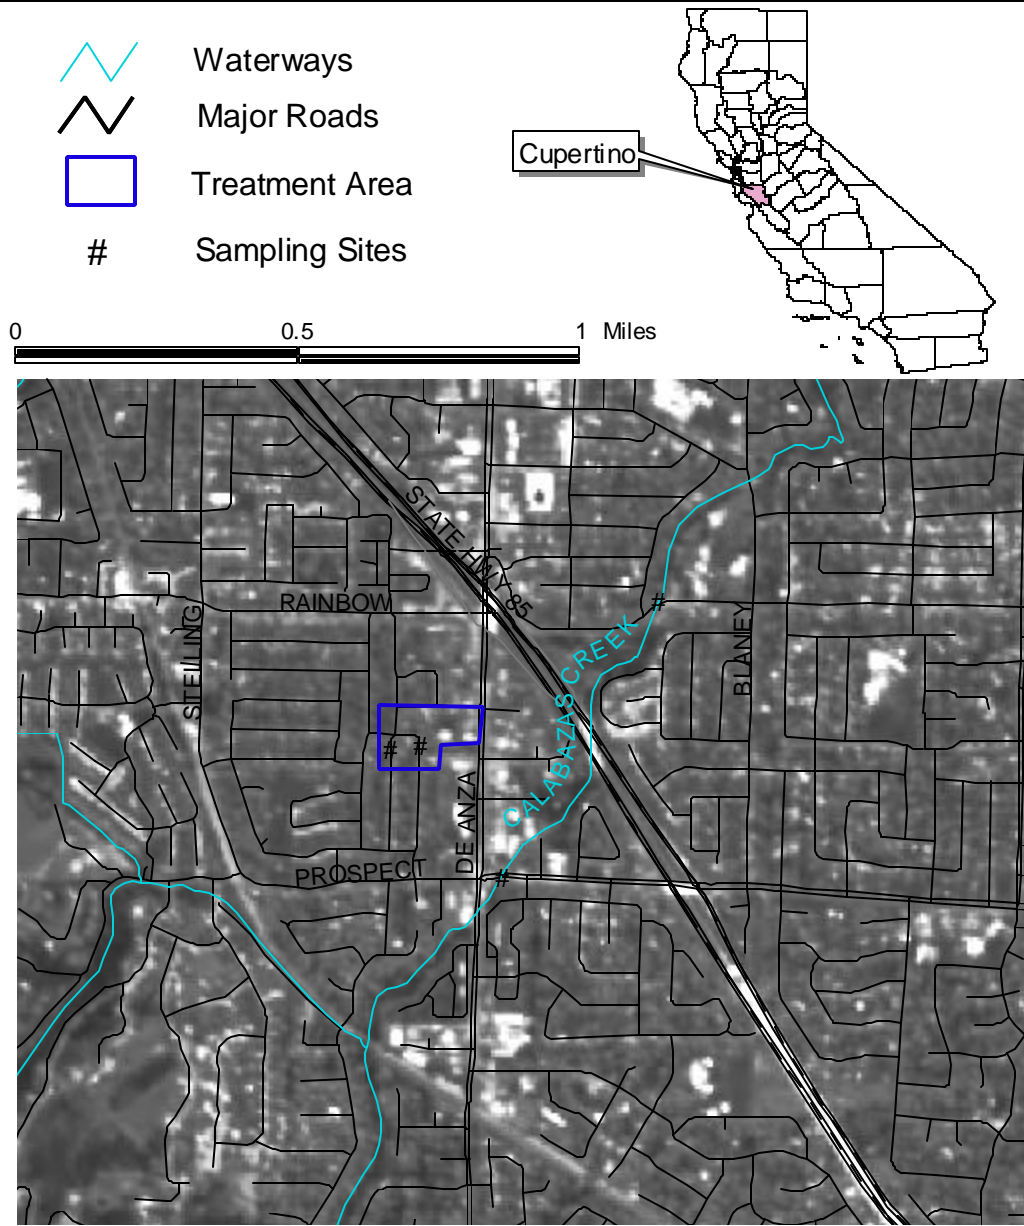 Waterways
Major Roads
Treatment Area
# Sampling Sites
Cupertino
0 0.5 1 Miles
STATE HWY 85
RAINBOW
STELLING
CALABAZAS CREEK
BLANEY
#
# #
DE ANZA
PROSPECT
#